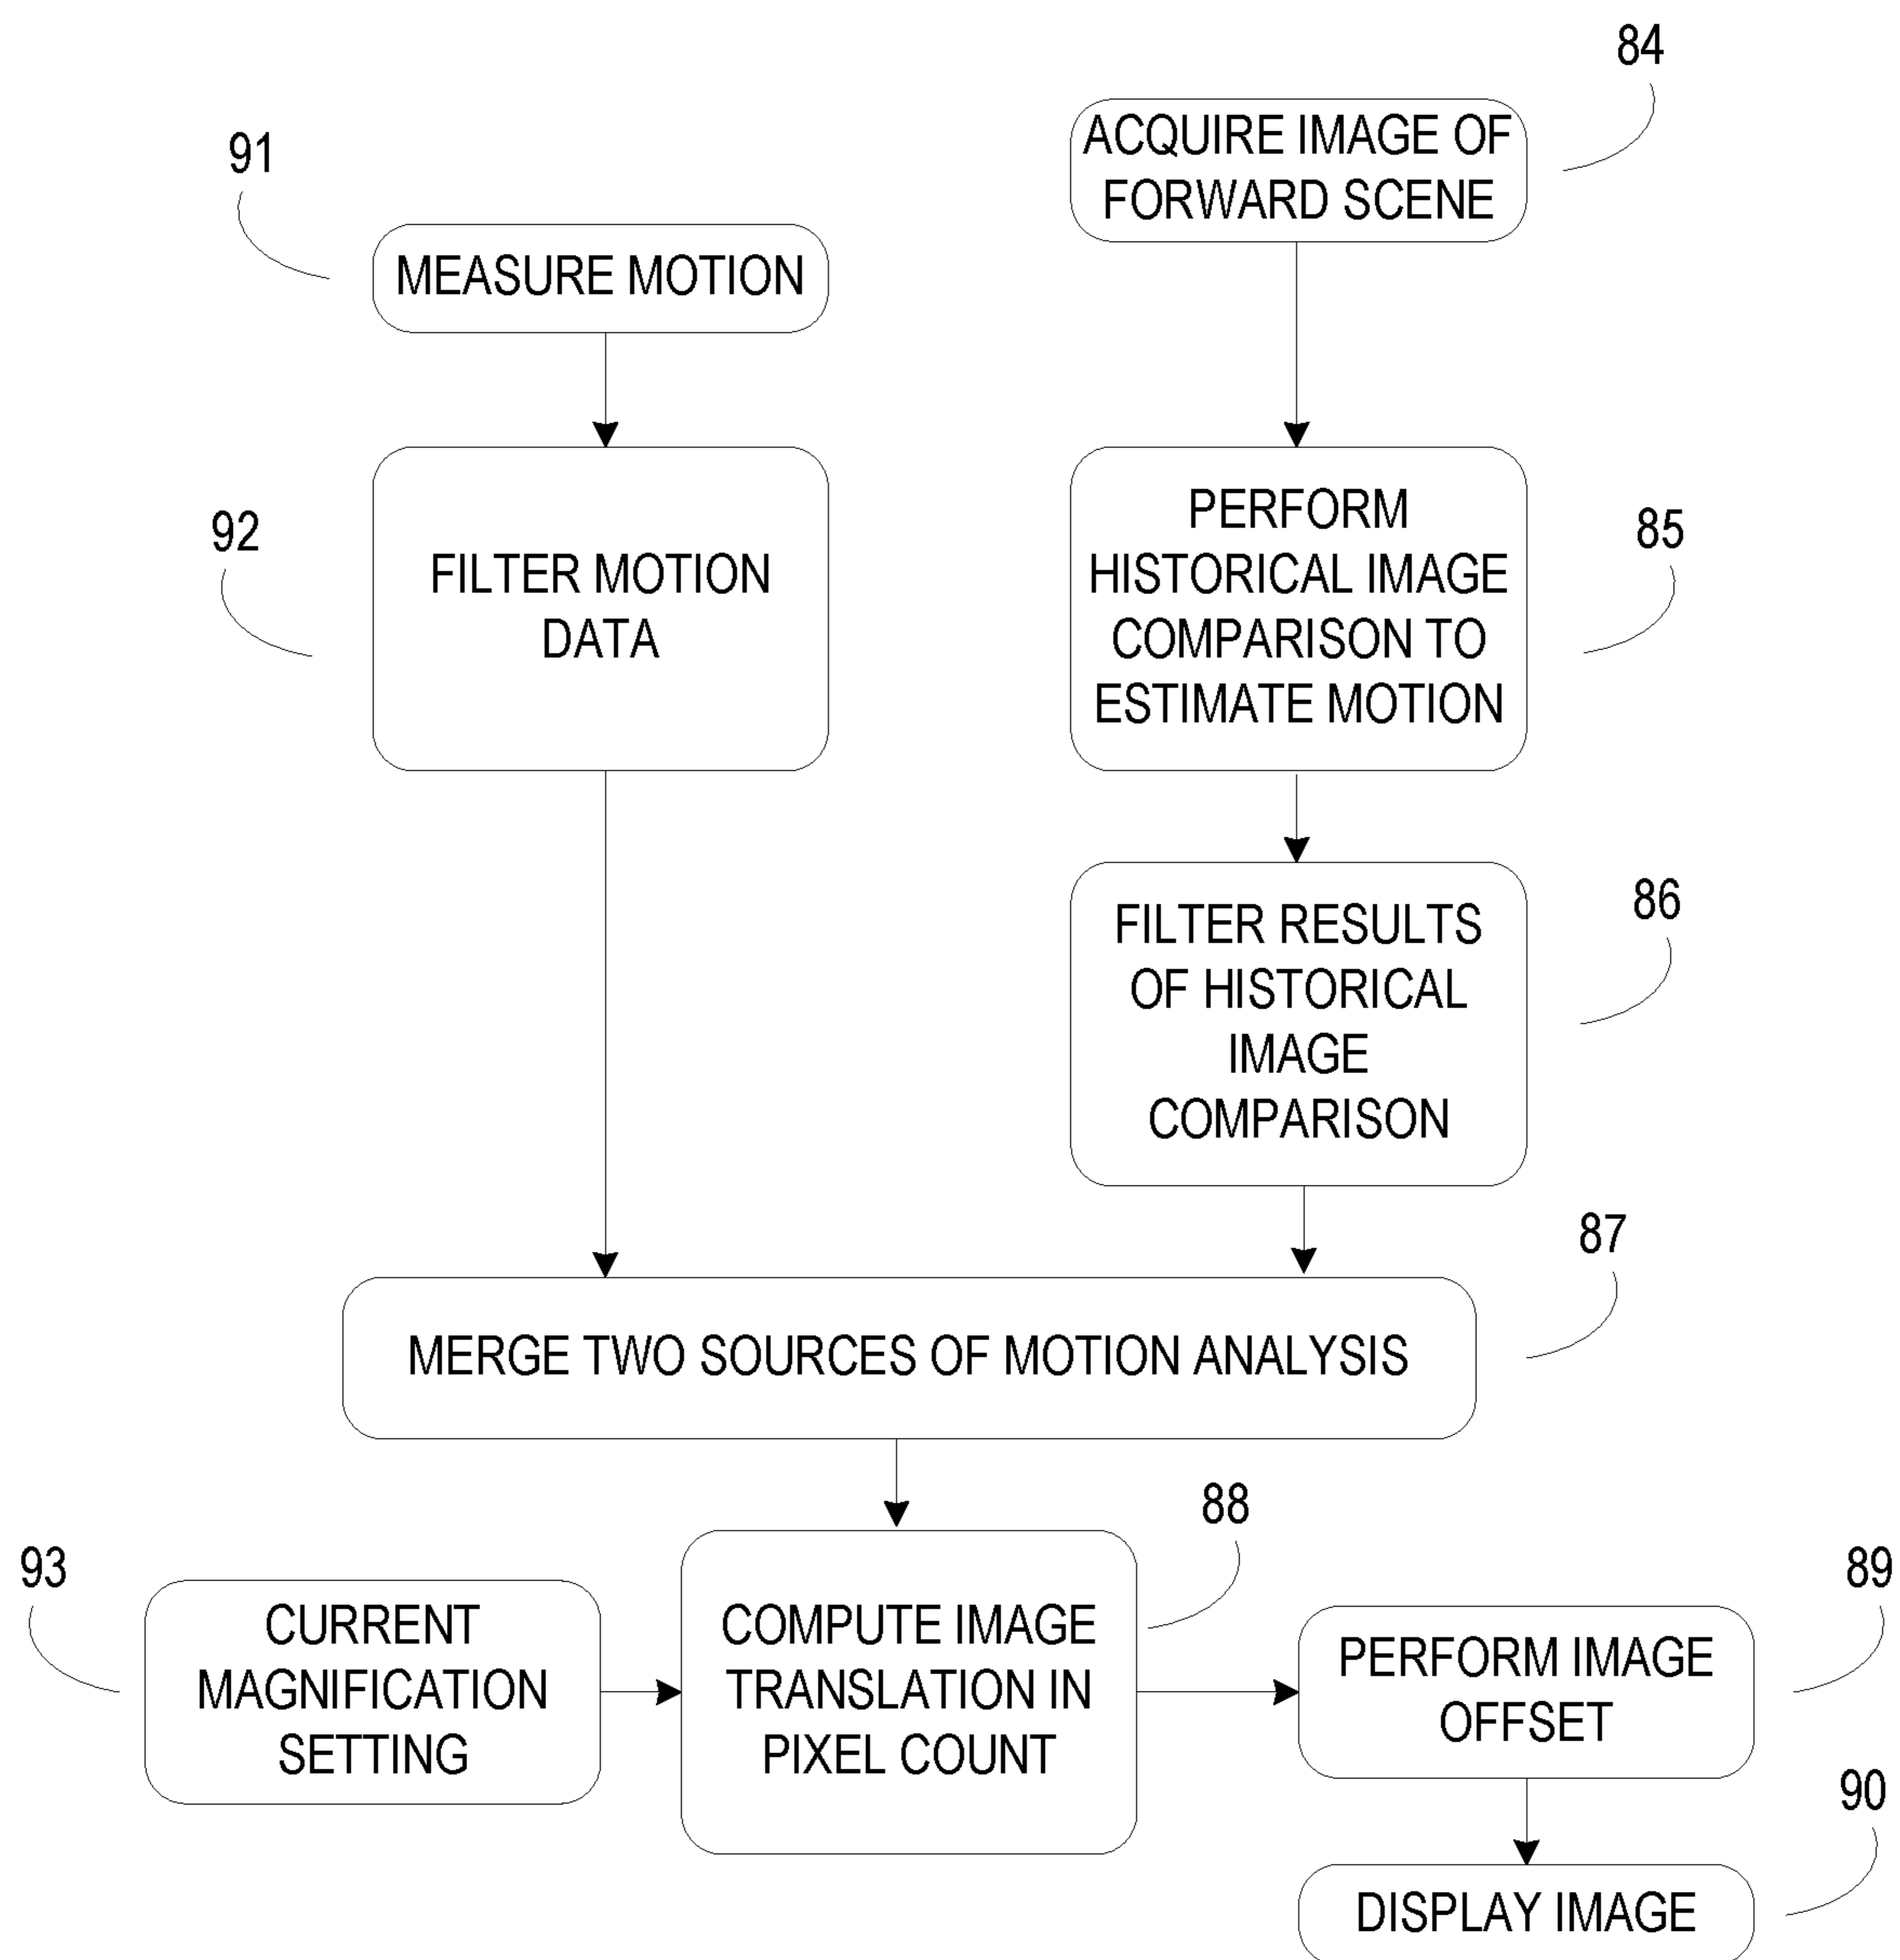 84
ACQUIRE IMAGE OF
FORWARD SCENE
91
MEASURE MOTION
92
FILTER MOTION
DATA
85
PERFORM
HISTORICAL IMAGE
COMPARISON TO
ESTIMATE MOTION
86
FILTER RESULTS
OF HISTORICAL
IMAGE
COMPARISON
87
MERGE TWO SOURCES OF MOTION ANALYSIS
93
CURRENT
MAGNIFICATION
SETTING
88
COMPUTE IMAGE
TRANSLATION IN
PIXEL COUNT
89
PERFORM IMAGE
OFFSET
90
DISPLAY IMAGE